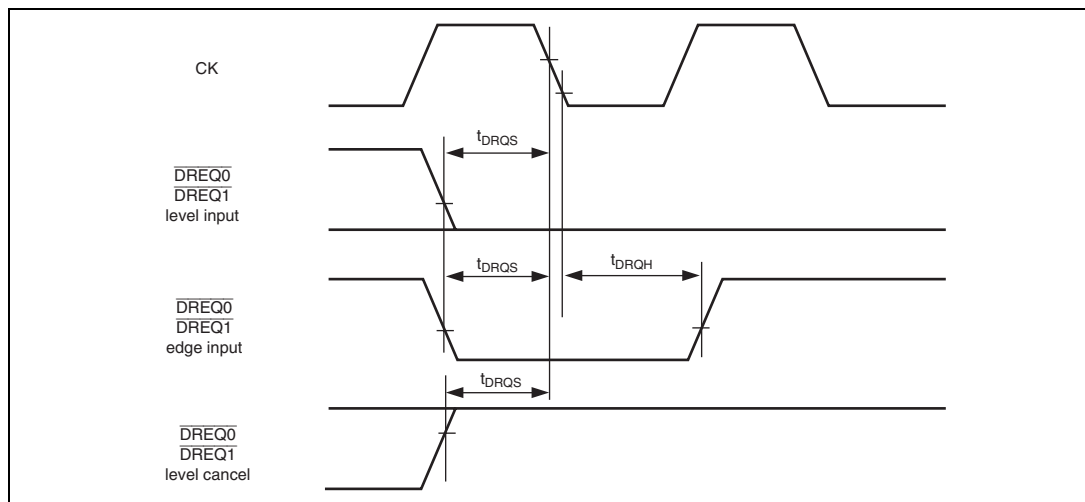 CK
tDRQS
DREQ0
DREQ1
level input
tDRQS
tDRQH
DREQ0
DREQ1
edge input
tDRQS
DREQ0
DREQ1
level cancel